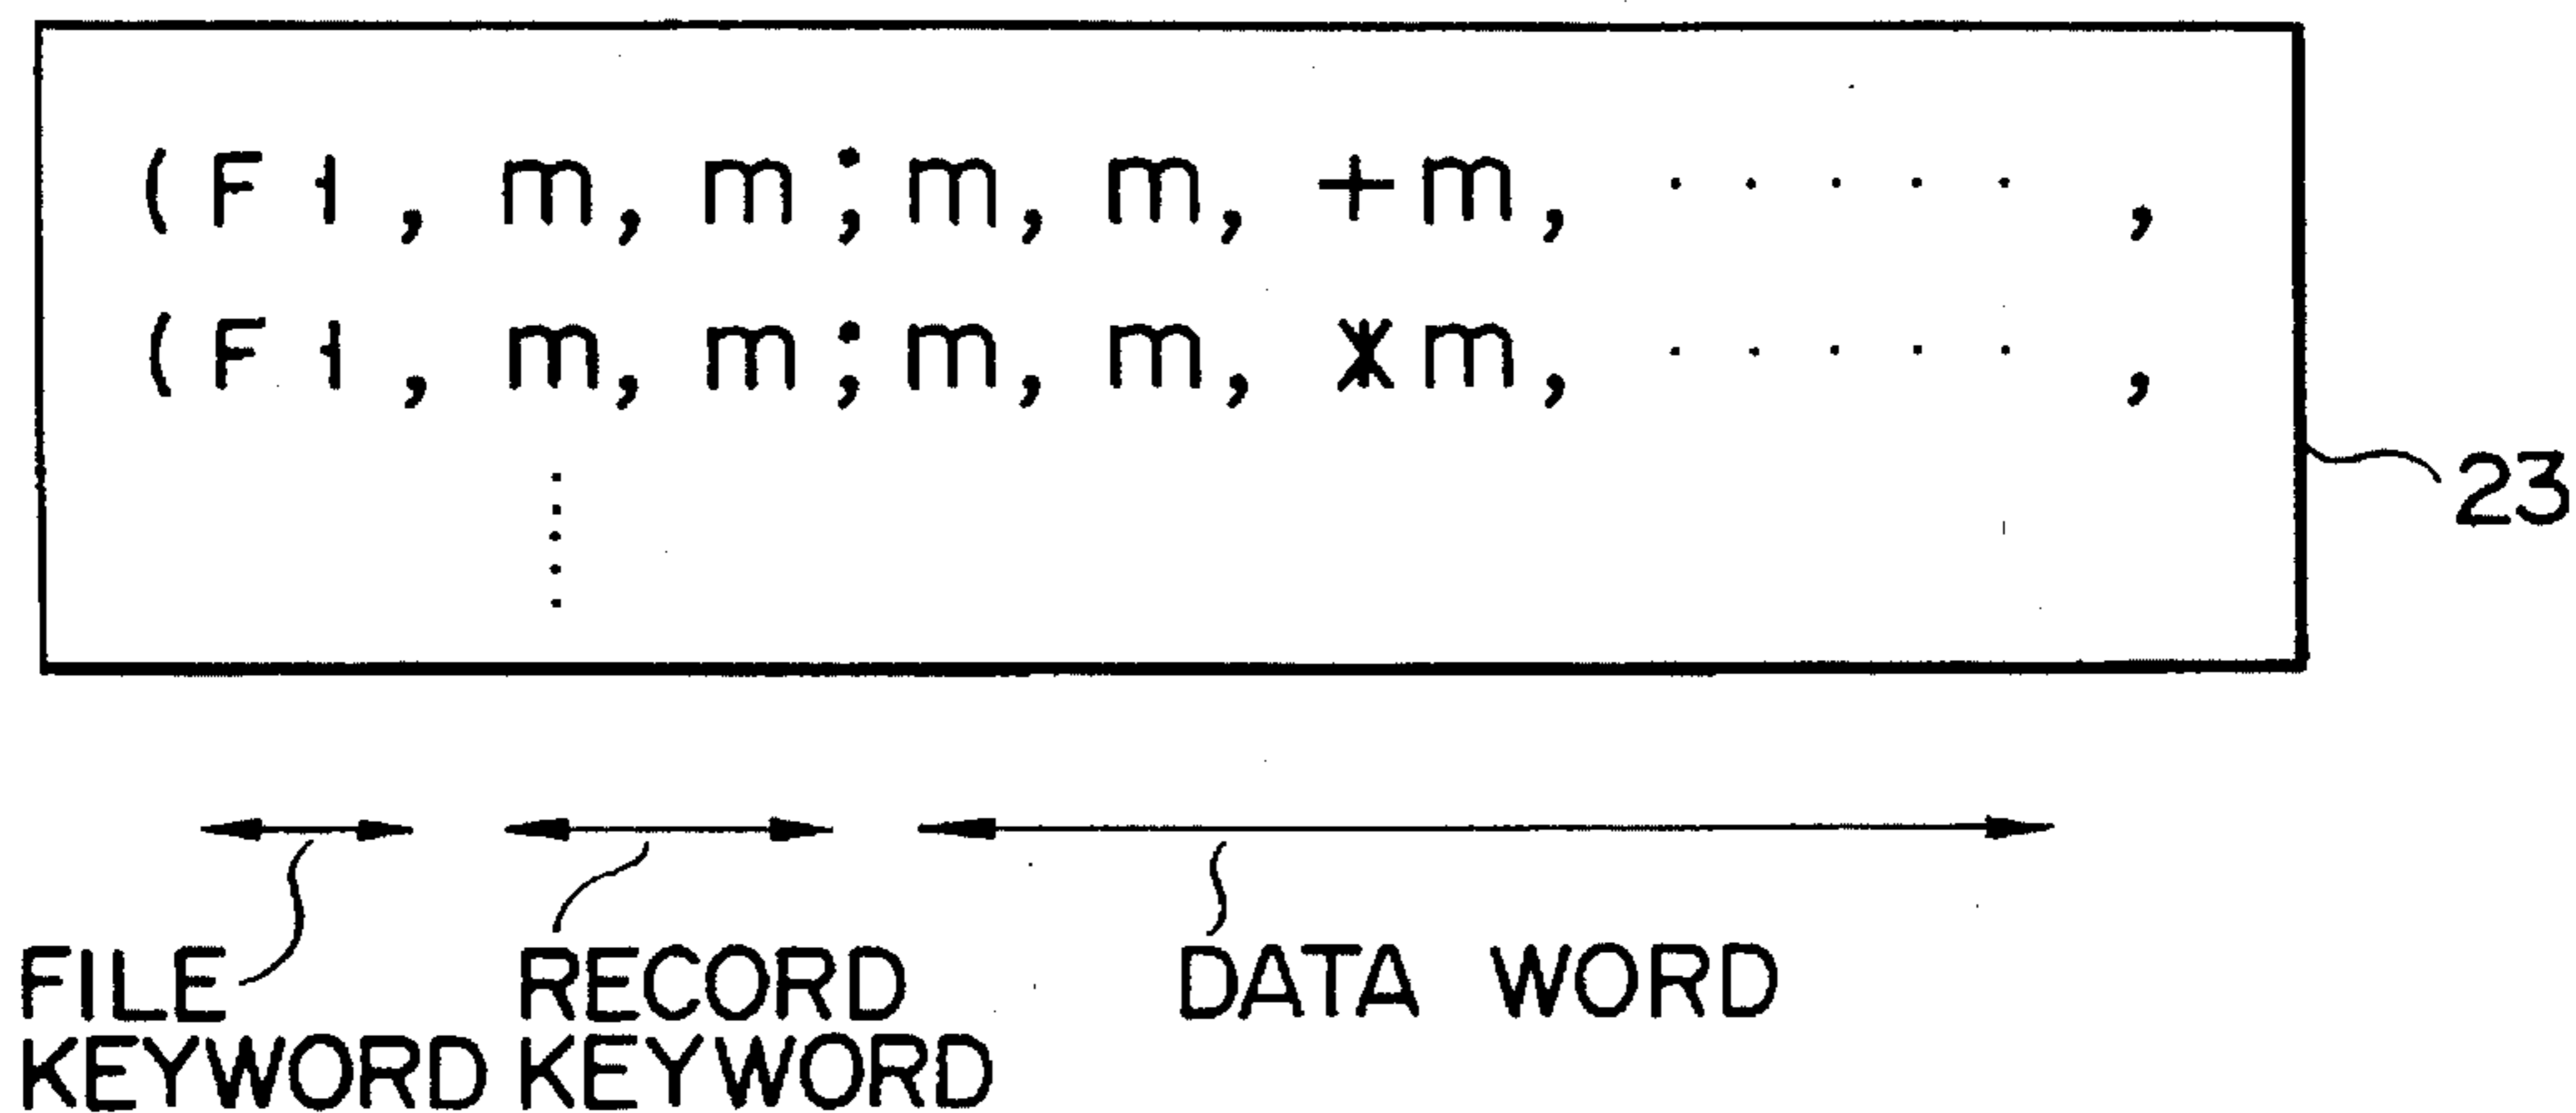 (F1, m, m;m, m, +m, ····· ,
(F1, m, m;m, m, *m, ····· ,
23
FILE KEYWORD
RECORD KEYWORD
DATA WORD